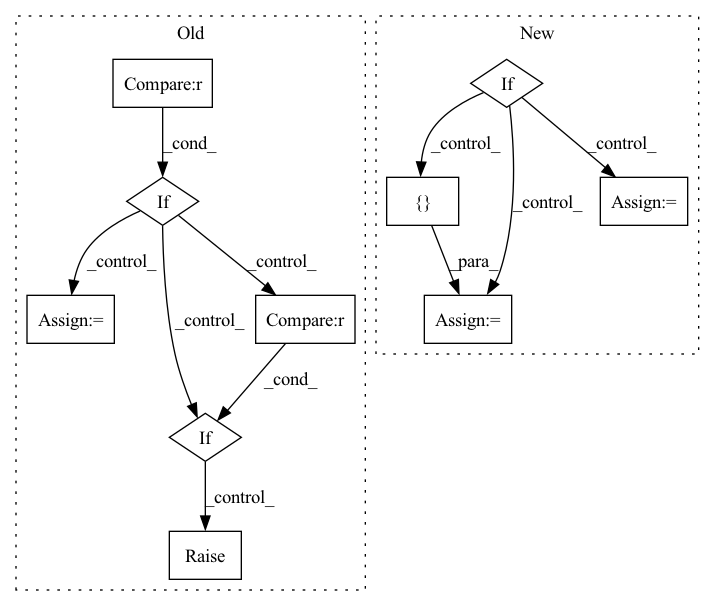 Old
Compare:r
_cond_
If
_control_
_control_
_control_
Assign:=
Compare:r
_cond_
If
_control_
Raise
New
If
_control_
_control_
_control_
{}
Assign:=
_para_
Assign:=